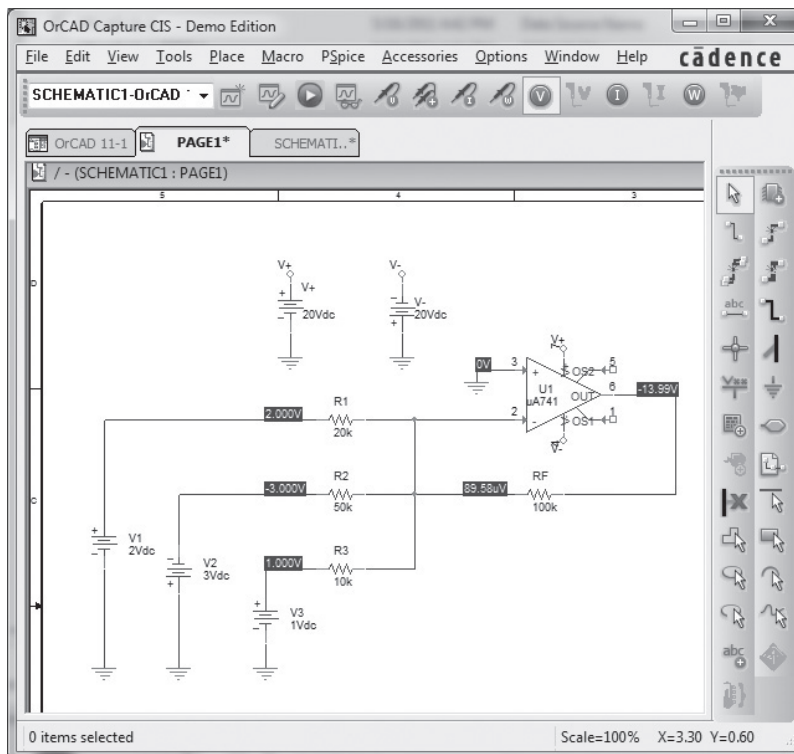 OrCAD Capture CIS - Demo Edition
File Edit View Tools Place Macro PSpice Accessories Options Window Help cādence
SCHEMATIC1-OrCAD
V I W
OrCAD 11-1 PAGE1* SCHEMATI..*
/ - (SCHEMATIC1 : PAGE1)
5 4 3
D
V+ V-
+ V+ - V-
- 20Vdc + 20Vdc
V+
0V 3 + OS2 5
U1 OUT 6 -13.99V
uA741
2 - OS1 1
V-
R1
2.000V
20k
C
R2 RF
-3.000V 89.58uV
50k 100k
+ V1
- 2Vdc
- V2
+ 3Vdc
R3
1.000V
10k
+ V3
- 1Vdc
abc
abc
0 items selected Scale=100% X=3.30 Y=0.60